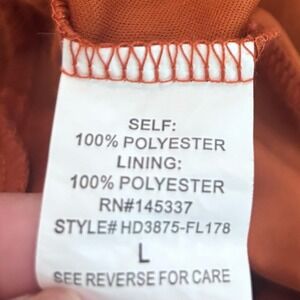 SELF:
100% POLYESTER
LINING:
100% POLYESTER
RN#145337
STYLE# HD3875-FL178
L
SEE REVERSE FOR CARE